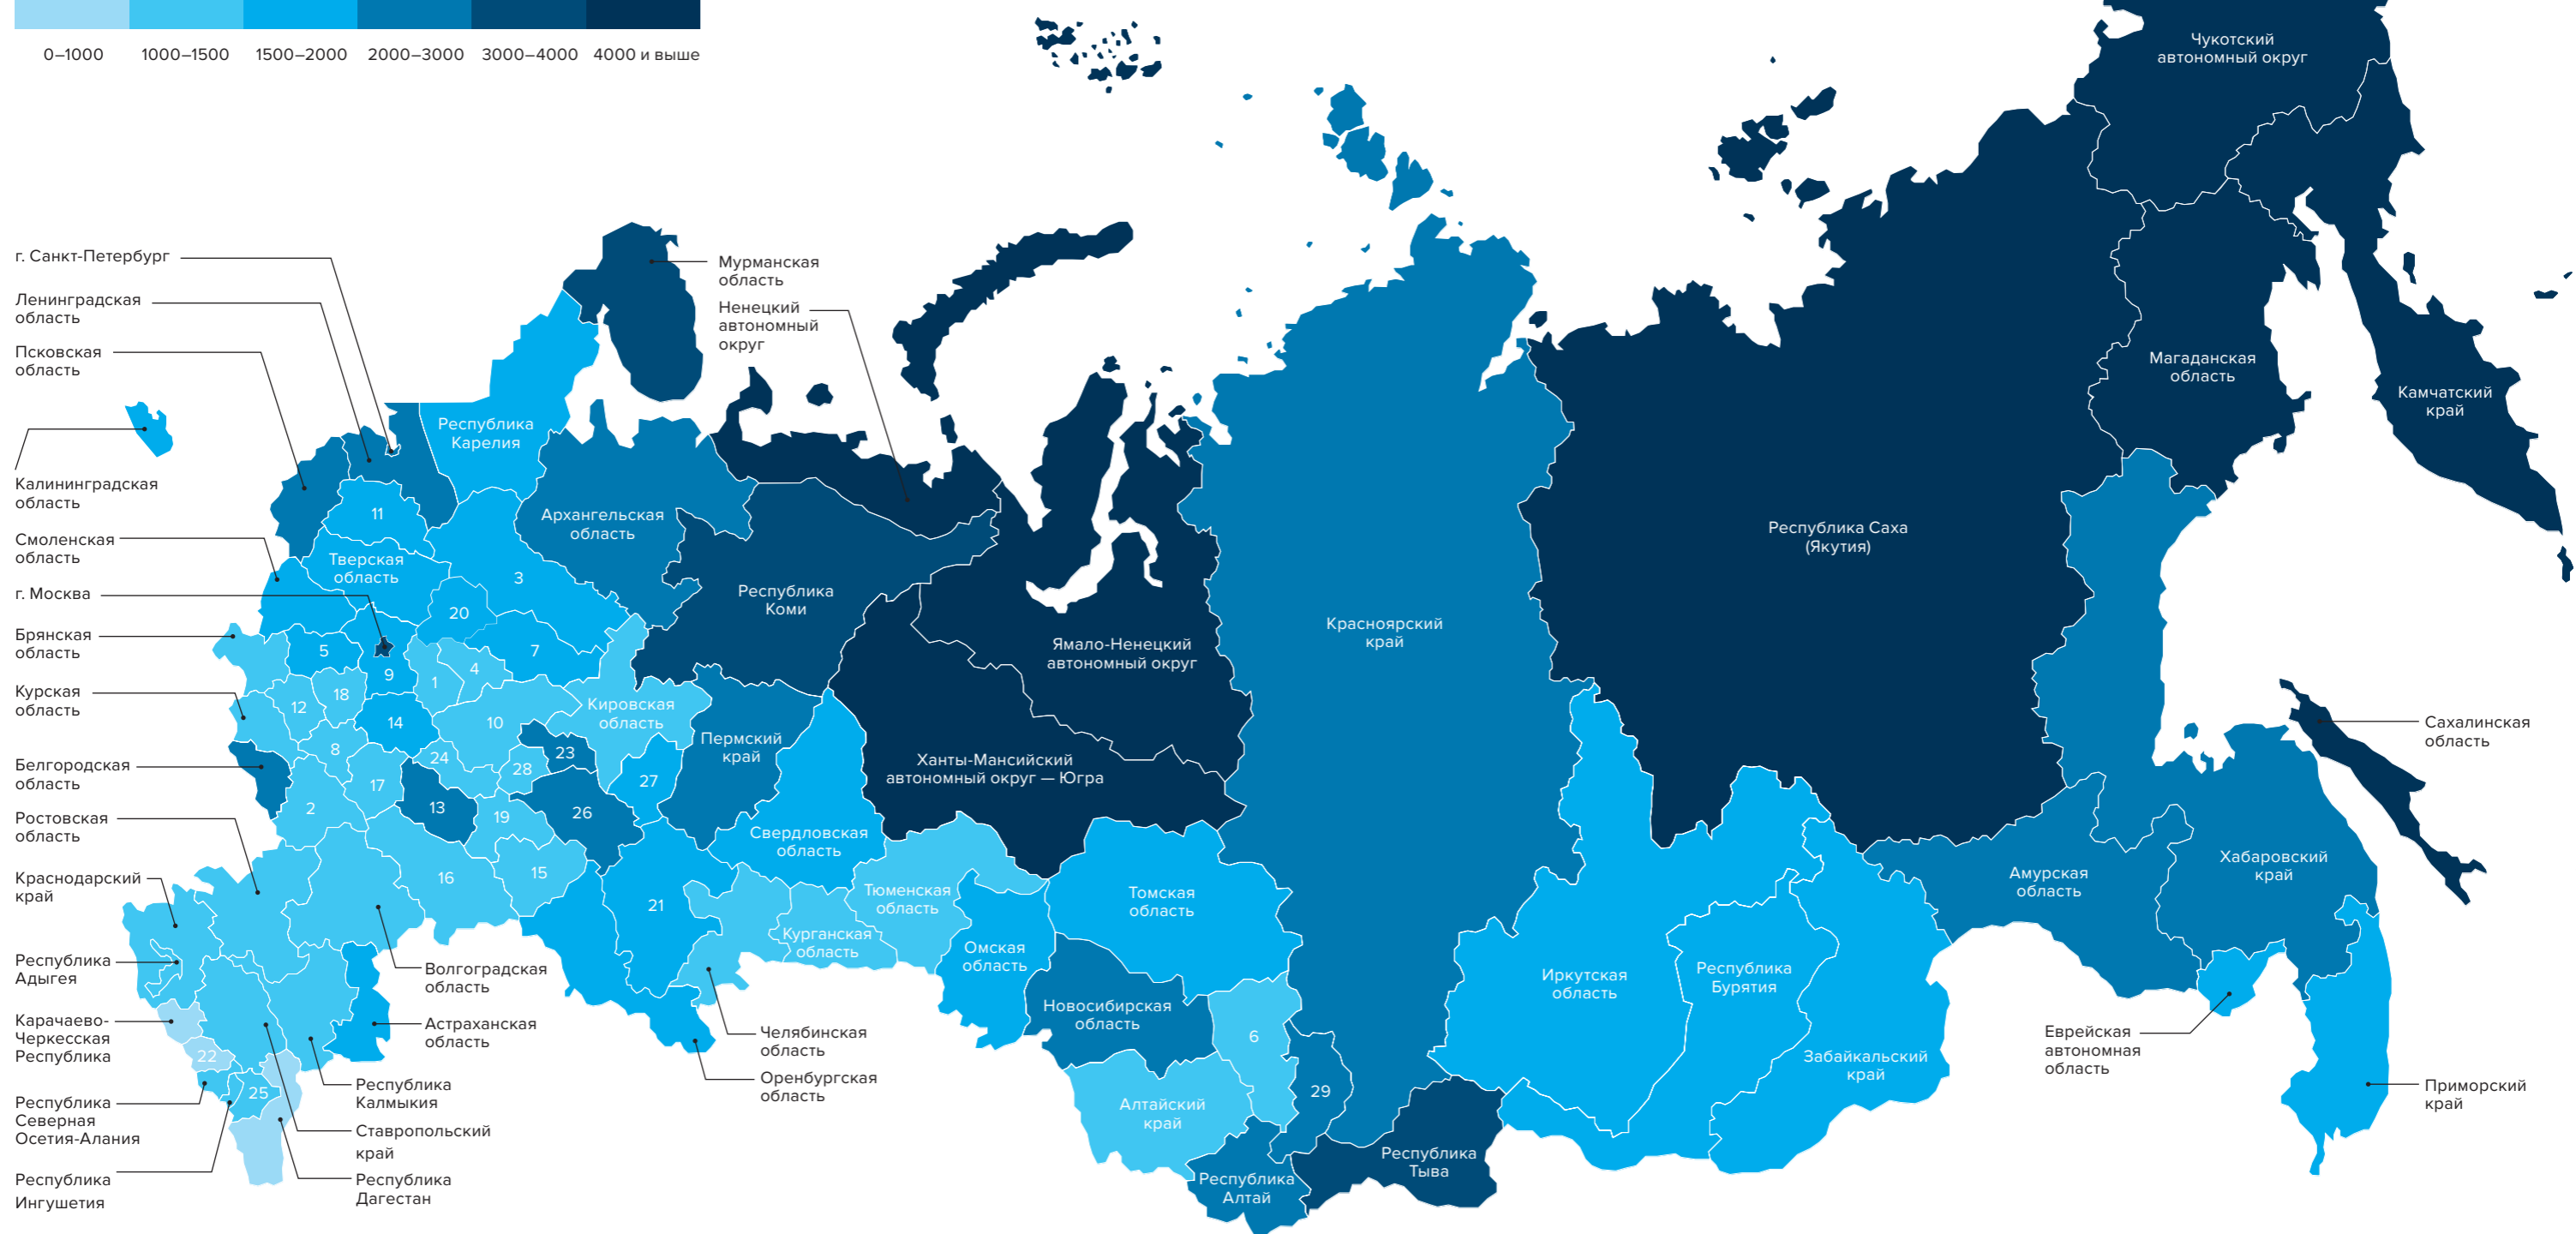 0–1000
1000–1500
1500–2000
2000–3000
3000–4000
4000 и выше
Чукотский
автономный округ
г. Санкт-Петербург
Ленинградская
область
Псковская
область
Калининградская
область
Смоленская
область
г. Москва
Брянская
область
Курская
область
Белгородская
область
Ростовская
область
Краснодарский
край
Республика
Адыгея
Карачаево-
Черкесская
Республика
Республика
Северная
Осетия-Алания
Республика
Ингушетия
Мурманская
область
Ненецкий
автономный
округ
Республика
Карелия
Архангельская
область
11
Тверская
область
3
20
5
7
9
4
1
18
12
14
10
8
24
28
23
17
13
2
19
26
27
16
15
21
22
25
Кировская
область
Республика
Коми
Пермский
край
Свердловская
область
Тюменская
область
Курганская
область
Волгоградская
область
Астраханская
область
Республика
Калмыкия
Ставропольский
край
Республика
Дагестан
Челябинская
область
Оренбургская
область
Ямало-Ненецкий
автономный округ
Ханты-Мансийский
автономный округ — Югра
Томская
область
Омская
область
Новосибирская
область
6
29
Алтайский
край
Республика
Алтай
Республика
Тыва
Красноярский
край
Иркутская
область
Республика
Бурятия
Забайкальский
край
Республика Саха
(Якутия)
Магаданская
область
Камчатский
край
Сахалинская
область
Амурская
область
Хабаровский
край
Еврейская
автономная
область
Приморский
край